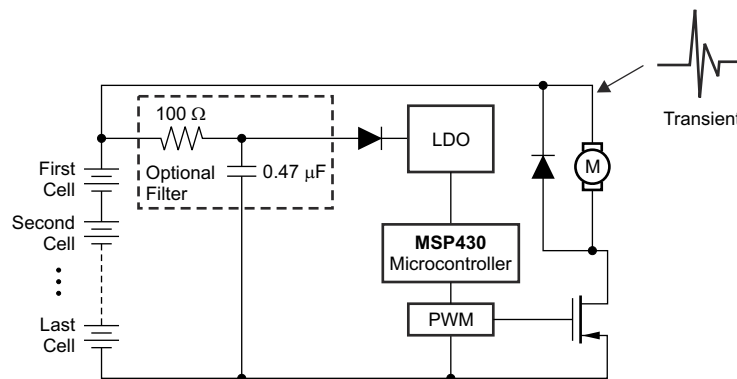 100 Ω
Optional
Filter
0.47 μF
LDO
M
Transient
First
Cell
Second
Cell
Last
Cell
MSP430
Microcontroller
PWM